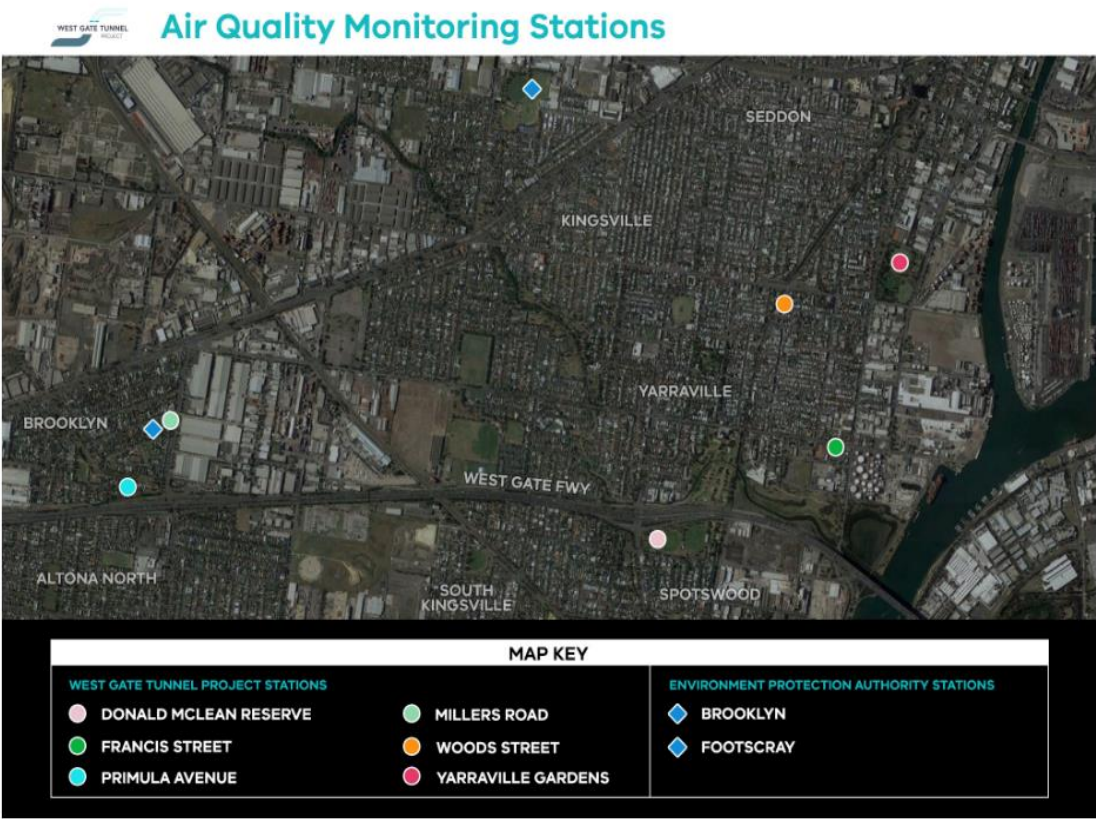 WEST GATE TUNNEL
PROJECT
Air Quality Monitoring Stations
SEDDON
KINGSVILLE
YARRAVILLE
BROOKLYN
WEST GATE FWY
ALTONA NORTH
SOUTH
KINGSVILLE
SPOTSWOOD
MAP KEY
WEST GATE TUNNEL PROJECT STATIONS
DONALD MCLEAN RESERVE
FRANCIS STREET
PRIMULA AVENUE
MILLERS ROAD
WOODS STREET
YARRAVILLE GARDENS
ENVIRONMENT PROTECTION AUTHORITY STATIONS
BROOKLYN
FOOTSCRAY